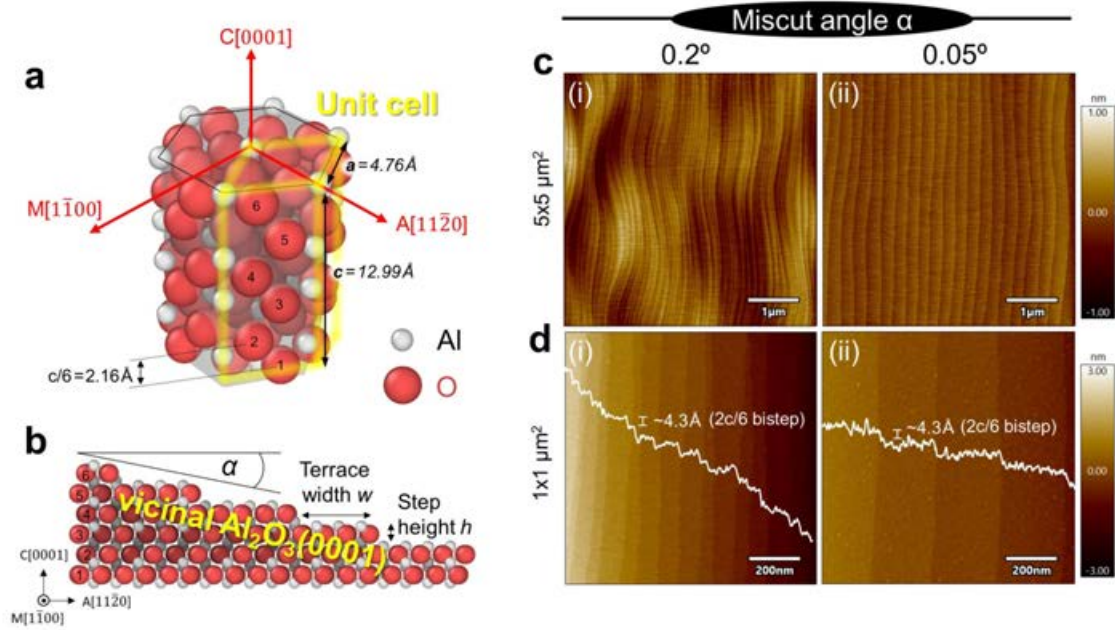 Miscut angle α
0.2º
0.05º
a
C[0001]
Unit cell
a=4.76Å
M[11̅00]
A[112̅0]
6
5
4
3
2
1
c=12.99Å
c/6=2.16Å
Al
O
b
α
Terrace
width w
Step
height h
vicinal Al₂O₃(0001)
6
5
4
3
2
1
C[0001]
A[112̅0]
M[11̅00]
c
5x5 µm²
(i)
1µm
(ii)
1µm
nm
1.00
0.00
-1.00
d
1x1 µm²
(i)
~4.3Å (2c/6 bistep)
200nm
(ii)
~4.3Å (2c/6 bistep)
200nm
nm
3.00
0.00
-3.00